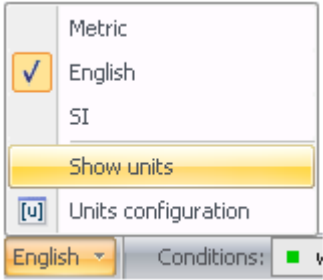 Metric
English
SI
Show units
[u] Units configuration
English Conditions: